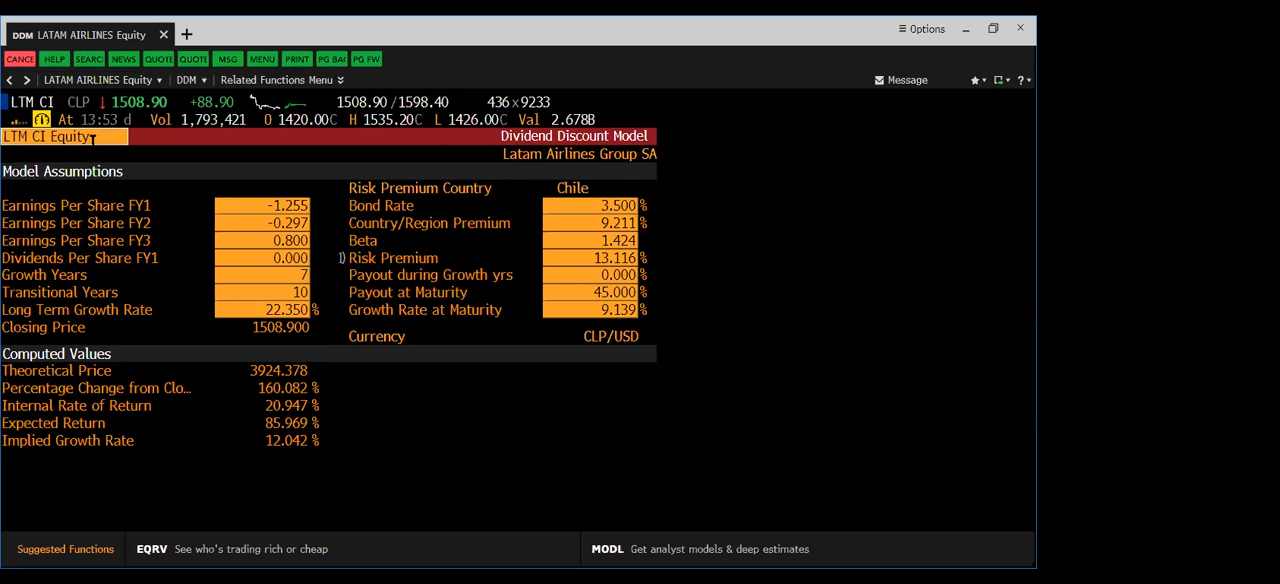 DDM LATAM AIRLINES Equity × + ☰ Options
CANCE HELP SEARC NEWS QUOTE QUOTE MSG MENU PRINT PG BAC PG FW
< > LATAM AIRLINES Equity ▾ DDM ▾ Related Functions Menu Message ★▾ ?▾
LTM CI CLP ↓ 1508.90 +88.90 1508.90 / 1598.40 436 x 9233
At 13:53 d Vol 1,793,421 O 1420.00C H 1535.20C L 1426.00C Val 2.678B
LTM CI Equity Dividend Discount Model
Latam Airlines Group SA
Model Assumptions
Risk Premium Country Chile
Earnings Per Share FY1 -1.255 Bond Rate 3.500 %
Earnings Per Share FY2 -0.297 Country/Region Premium 9.211 %
Earnings Per Share FY3 0.800 Beta 1.424
Dividends Per Share FY1 0.000 1) Risk Premium 13.116 %
Growth Years 7 Payout during Growth yrs 0.000 %
Transitional Years 10 Payout at Maturity 45.000 %
Long Term Growth Rate 22.350 % Growth Rate at Maturity 9.139 %
Closing Price 1508.900
Currency CLP/USD
Computed Values
Theoretical Price 3924.378
Percentage Change from Clo... 160.082 %
Internal Rate of Return 20.947 %
Expected Return 85.969 %
Implied Growth Rate 12.042 %
Suggested Functions EQRV See who's trading rich or cheap MODL Get analyst models & deep estimates